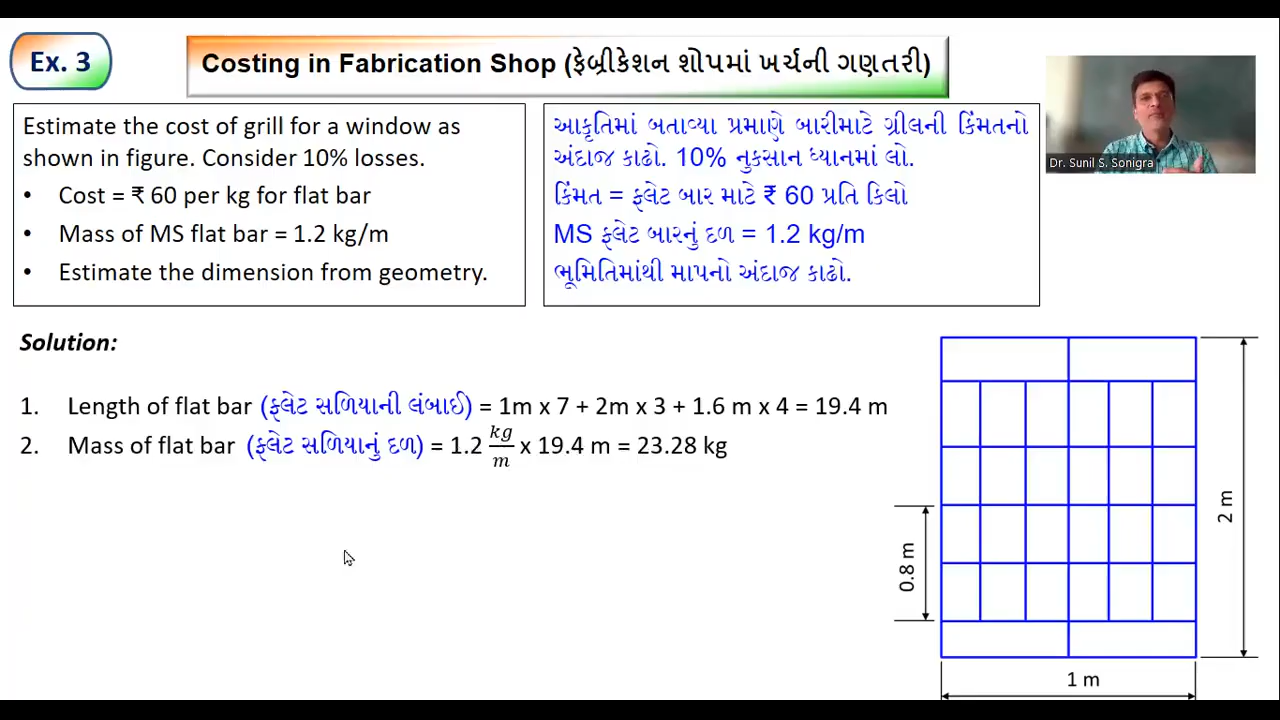 Ex. 3
Costing in Fabrication Shop (ફેબ્રીકેશન શોપમાં ખર્ચની ગણતરી)
Estimate the cost of grill for a window as
shown in figure. Consider 10% losses.
• Cost = ₹ 60 per kg for flat bar
• Mass of MS flat bar = 1.2 kg/m
• Estimate the dimension from geometry.
આકૃતિમાં બતાવ્યા પ્રમાણે બારીમાટે ગ્રીલની કિંમતનો
અંદાજ કાઢો. 10% નુકસાન ધ્યાનમાં લો.
કિંમત = ફ્લેટ બાર માટે ₹ 60 પ્રતિ કિલો
MS ફ્લેટ બારનું દળ = 1.2 kg/m
ભૂમિતિમાંથી માપનો અંદાજ કાઢો.
Dr. Sunil S. Sonigra
Solution:
1. Length of flat bar (ફ્લેટ સળિયાની લંબાઈ) = 1m x 7 + 2m x 3 + 1.6 m x 4 = 19.4 m
2. Mass of flat bar (ફ્લેટ સળિયાનું દળ) = 1.2 kg/m x 19.4 m = 23.28 kg
0.8 m
2 m
1 m